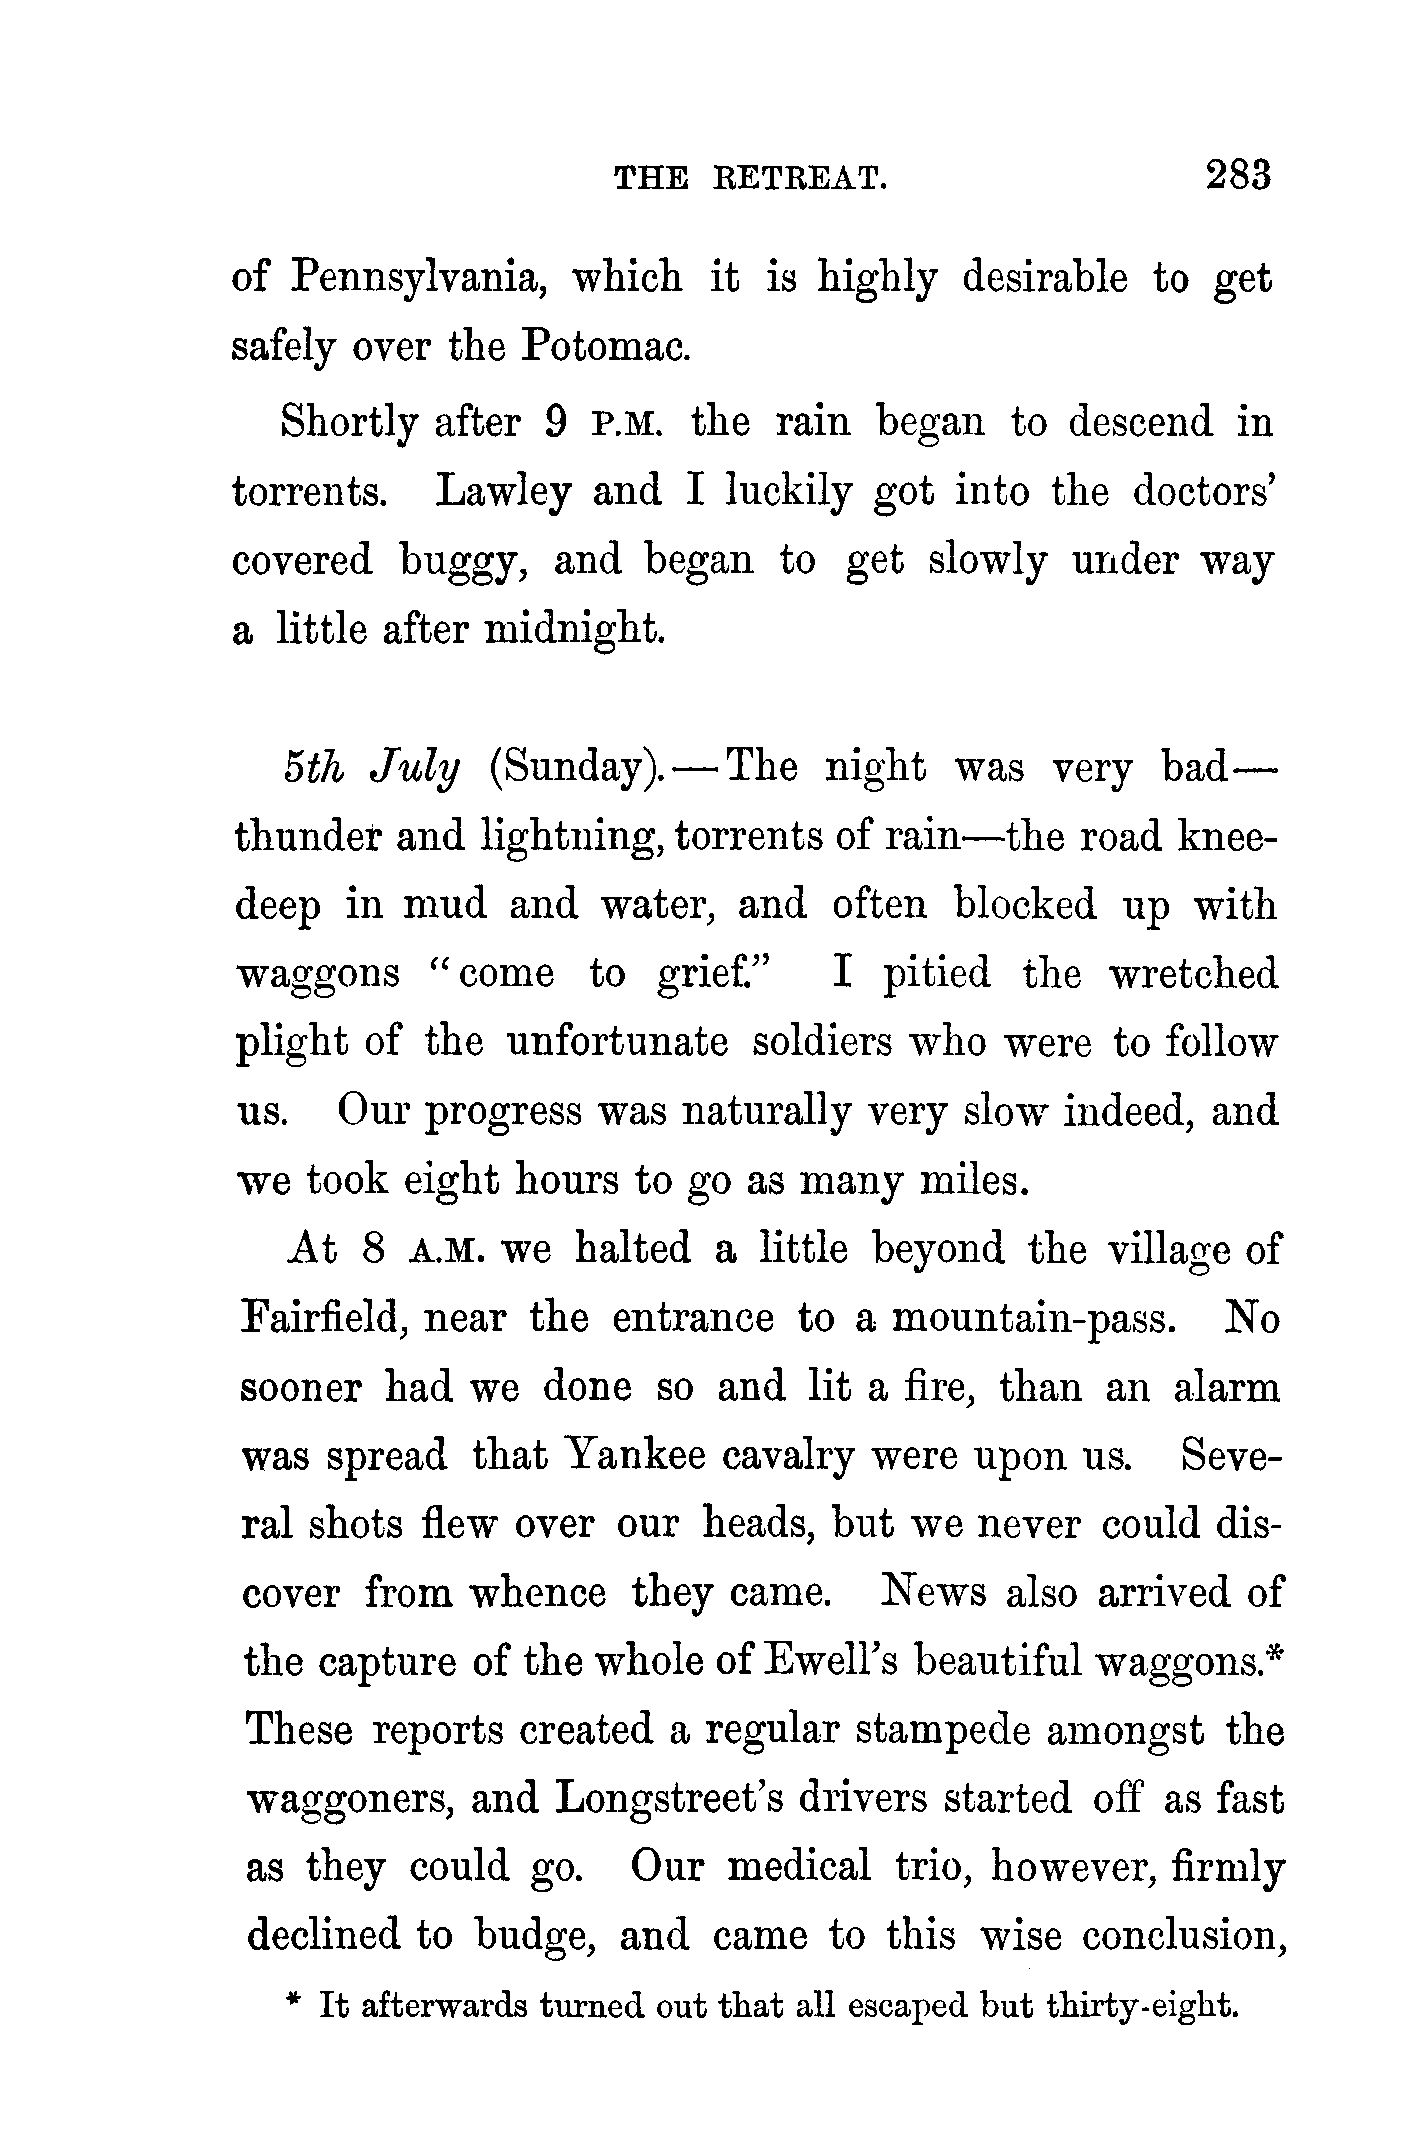 THE RETREAT. 283
of Pennsylvania, which it is highly desirable to get
safely over the Potomac.
Shortly after 9 P.M. the rain began to descend in
torrents. Lawley and I luckily got into the doctors’
covered buggy, and began to get slowly under way
a little after midnight.
5th July (Sunday).—The night was very bad—
thunder and lightning, torrents of rain—the road knee-
deep in mud and water, and often blocked up with
waggons “come to grief.” I pitied the wretched
plight of the unfortunate soldiers who were to follow
us. Our progress was naturally very slow indeed, and
we took eight hours to go as many miles.
At 8 A.M. we halted a little beyond the village of
Fairfield, near the entrance to a mountain-pass. No
sooner had we done so and lit a fire, than an alarm
was spread that Yankee cavalry were upon us. Seve-
ral shots flew over our heads, but we never could dis-
cover from whence they came. News also arrived of
the capture of the whole of Ewell’s beautiful waggons.*
These reports created a regular stampede amongst the
waggoners, and Longstreet’s drivers started off as fast
as they could go. Our medical trio, however, firmly
declined to budge, and came to this wise conclusion,
* It afterwards turned out that all escaped but thirty-eight.